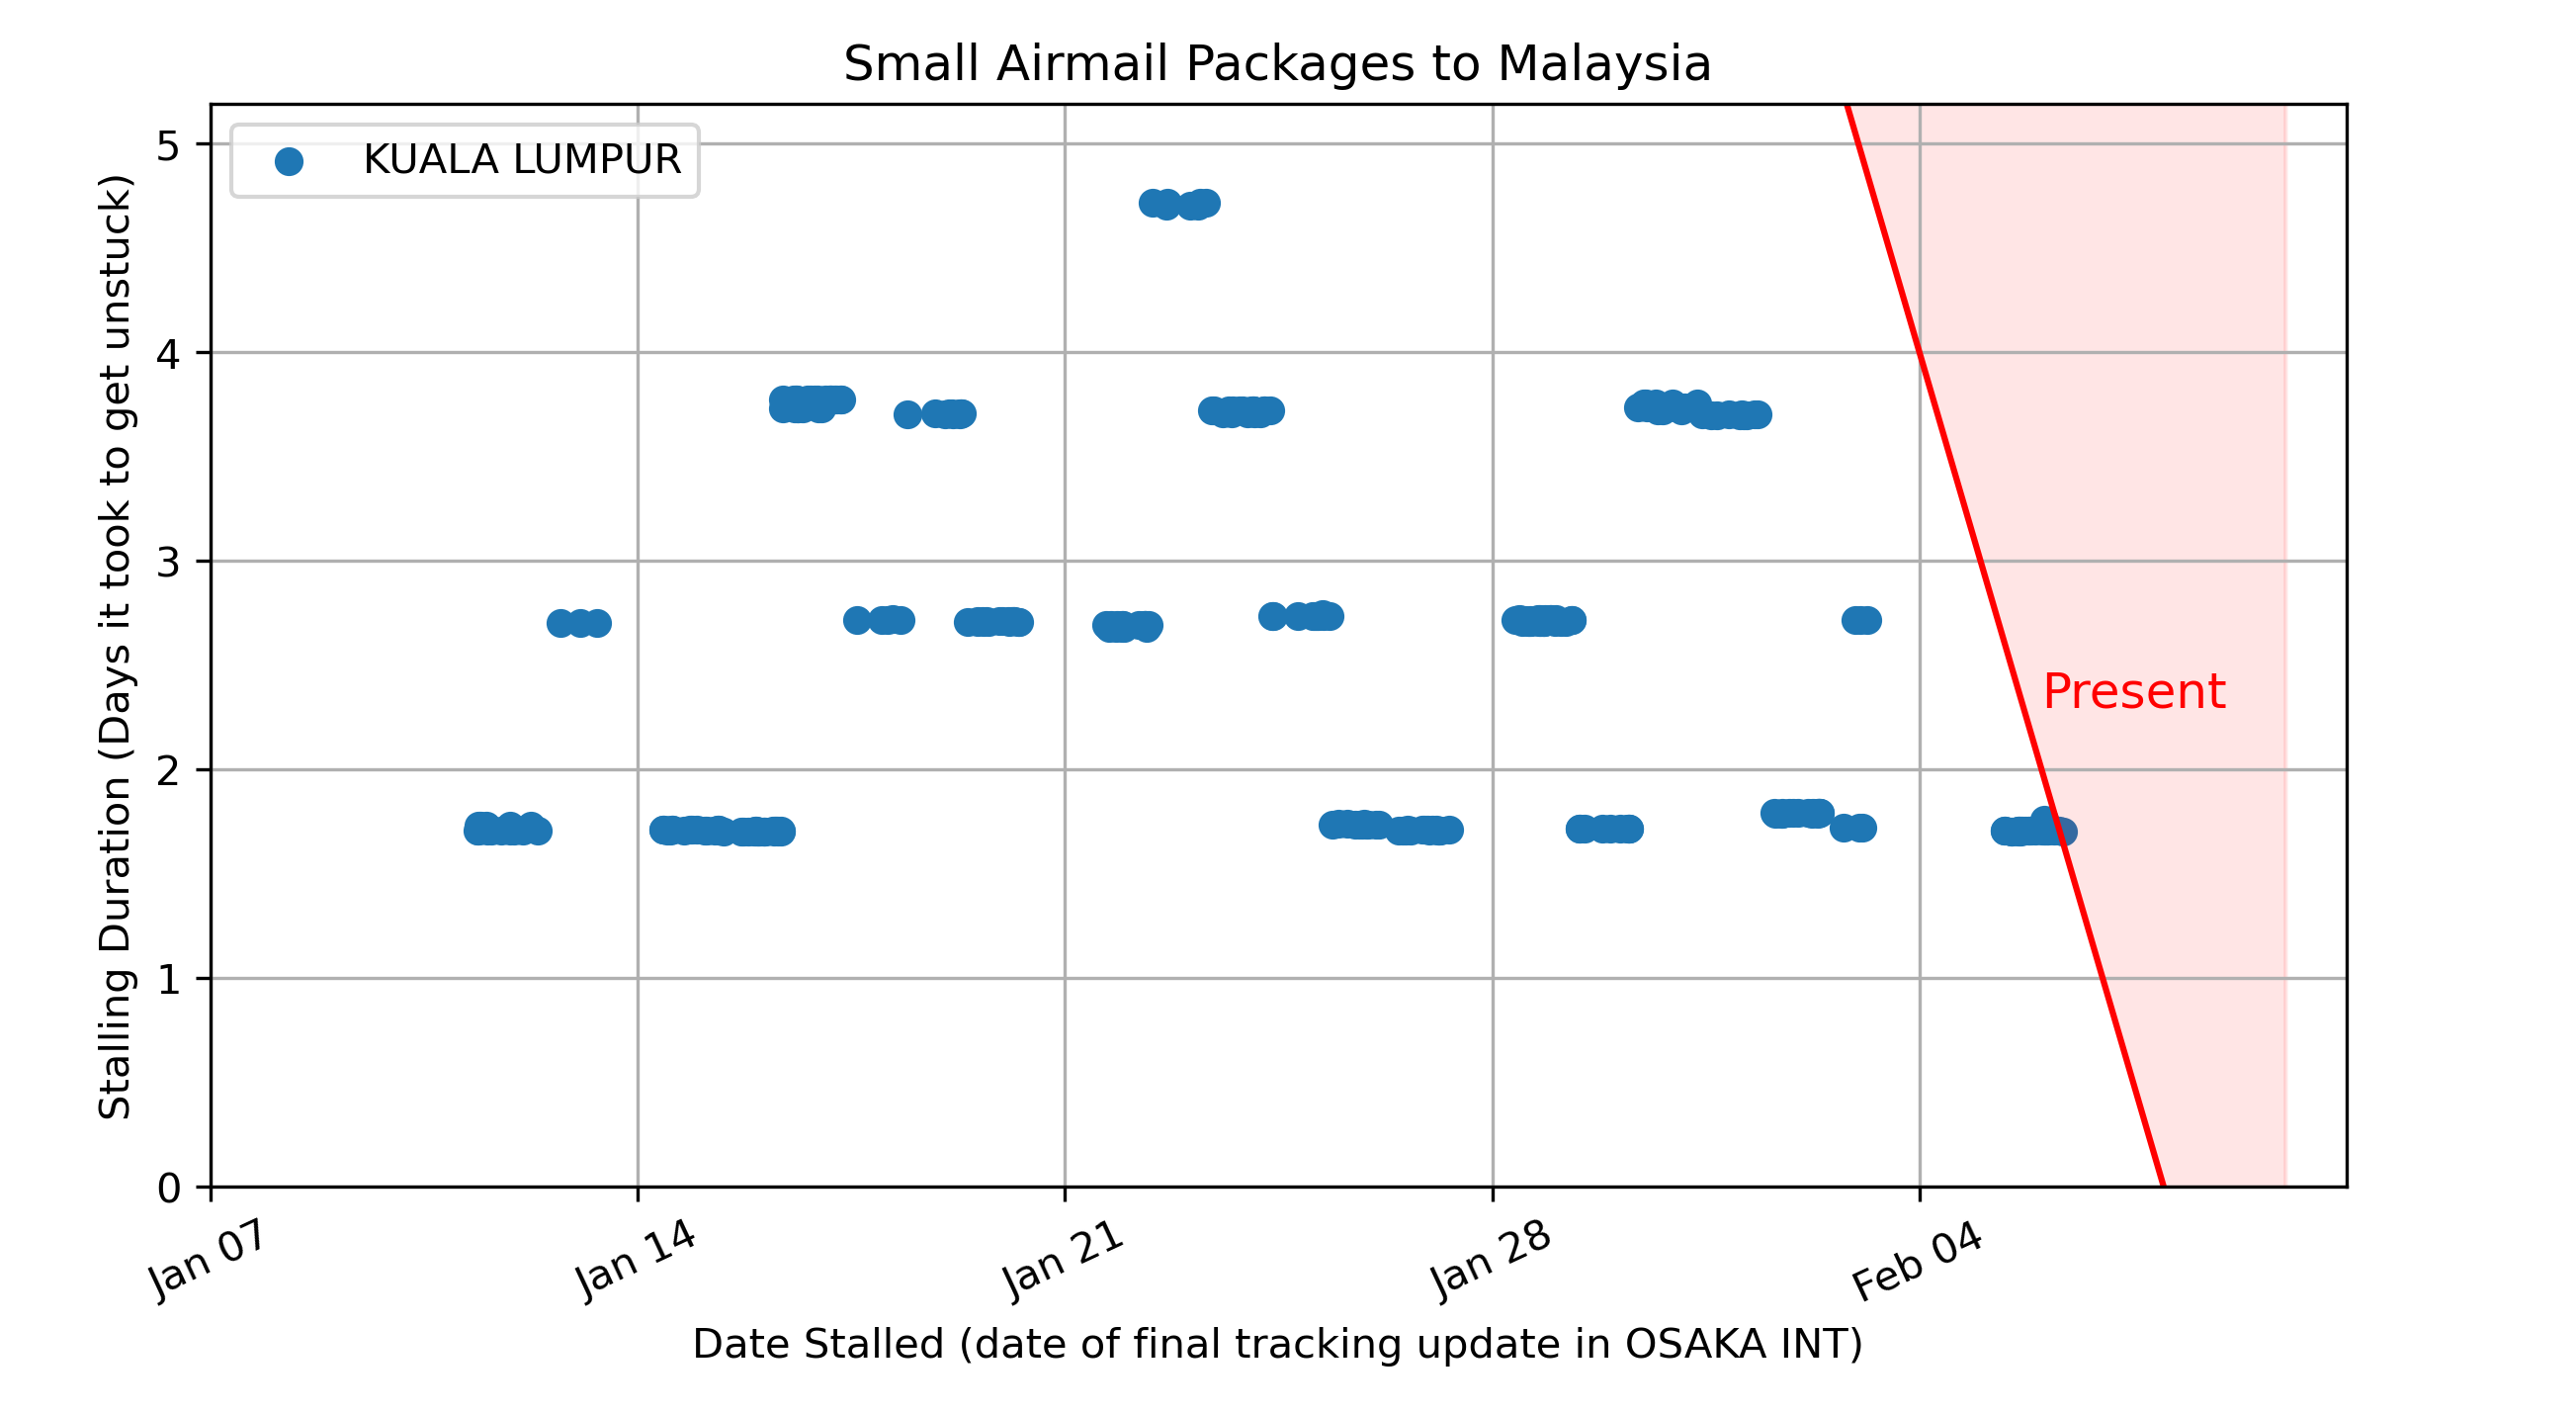 Small Airmail Packages to Malaysia
KUALA LUMPUR
Stalling Duration (Days it took to get unstuck)
5
4
3
2
1
0
Present
Jan 07
Jan 14
Jan 21
Jan 28
Feb 04
Date Stalled (date of final tracking update in OSAKA INT)